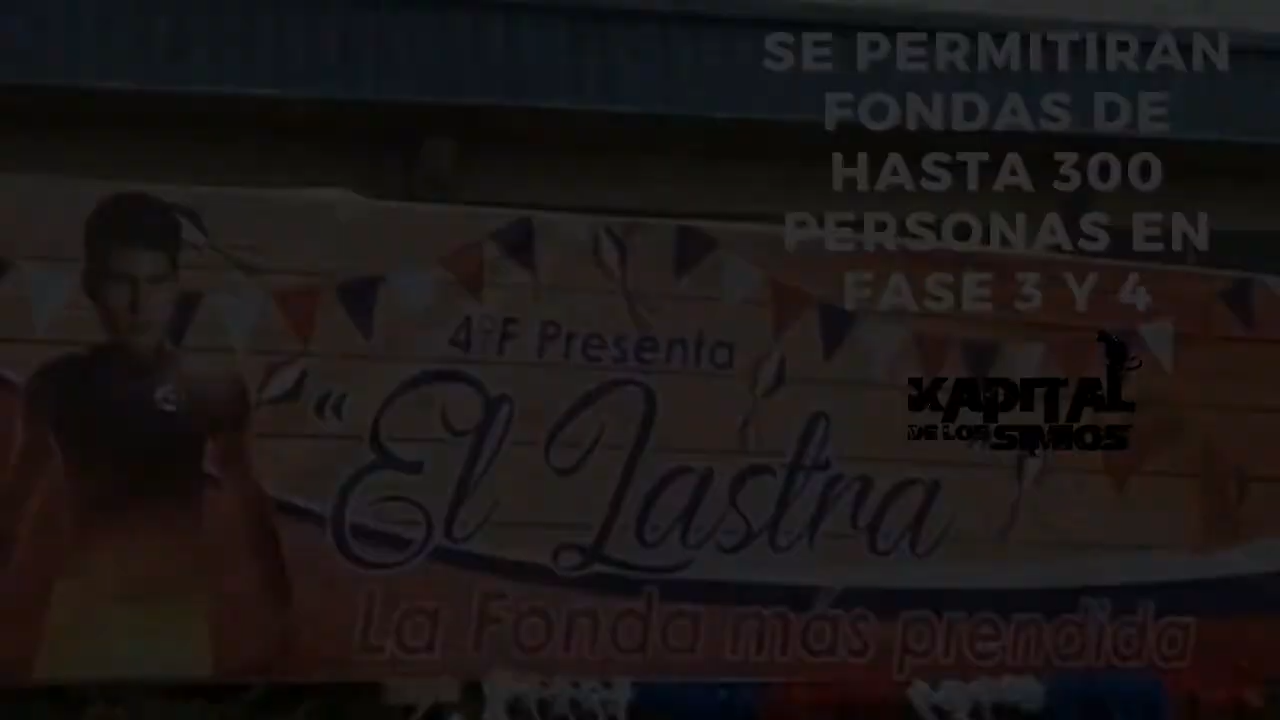 SE PERMITIRAN
FONDAS DE
HASTA 300
PERSONAS EN
FASE 3 Y 4
KAPITAL
DE LOS SIMIOS
4°F Presenta
"El Lastra
La Fonda más prendida